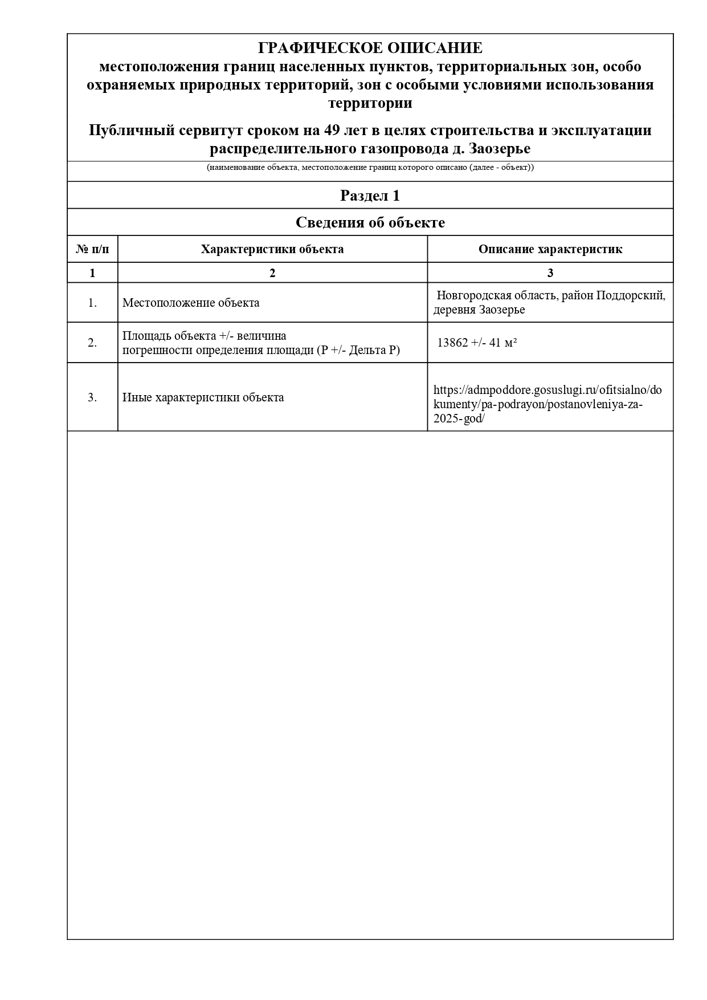 ГРАФИЧЕСКОЕ ОПИСАНИЕ
местоположения границ населенных пунктов, территориальных зон, особо
охраняемых природных территорий, зон с особыми условиями использования
территории
Публичный сервитут сроком на 49 лет в целях строительства и эксплуатации
распределительного газопровода д. Заозерье
(наименование объекта, местоположение границ которого описано (далее - объект))
Раздел 1
Сведения об объекте
№ п/п Характеристики объекта Описание характеристик
1 2 3
1. Местоположение объекта Новгородская область, район Поддорский,
деревня Заозерье
2. Площадь объекта +/- величина
погрешности определения площади (Р +/- Дельта Р) 13862 +/- 41 м²
3. Иные характеристики объекта https://admpoddore.gosuslugi.ru/ofitsialno/do
kumenty/pa-podrayon/postanovleniya-za-
2025-god/